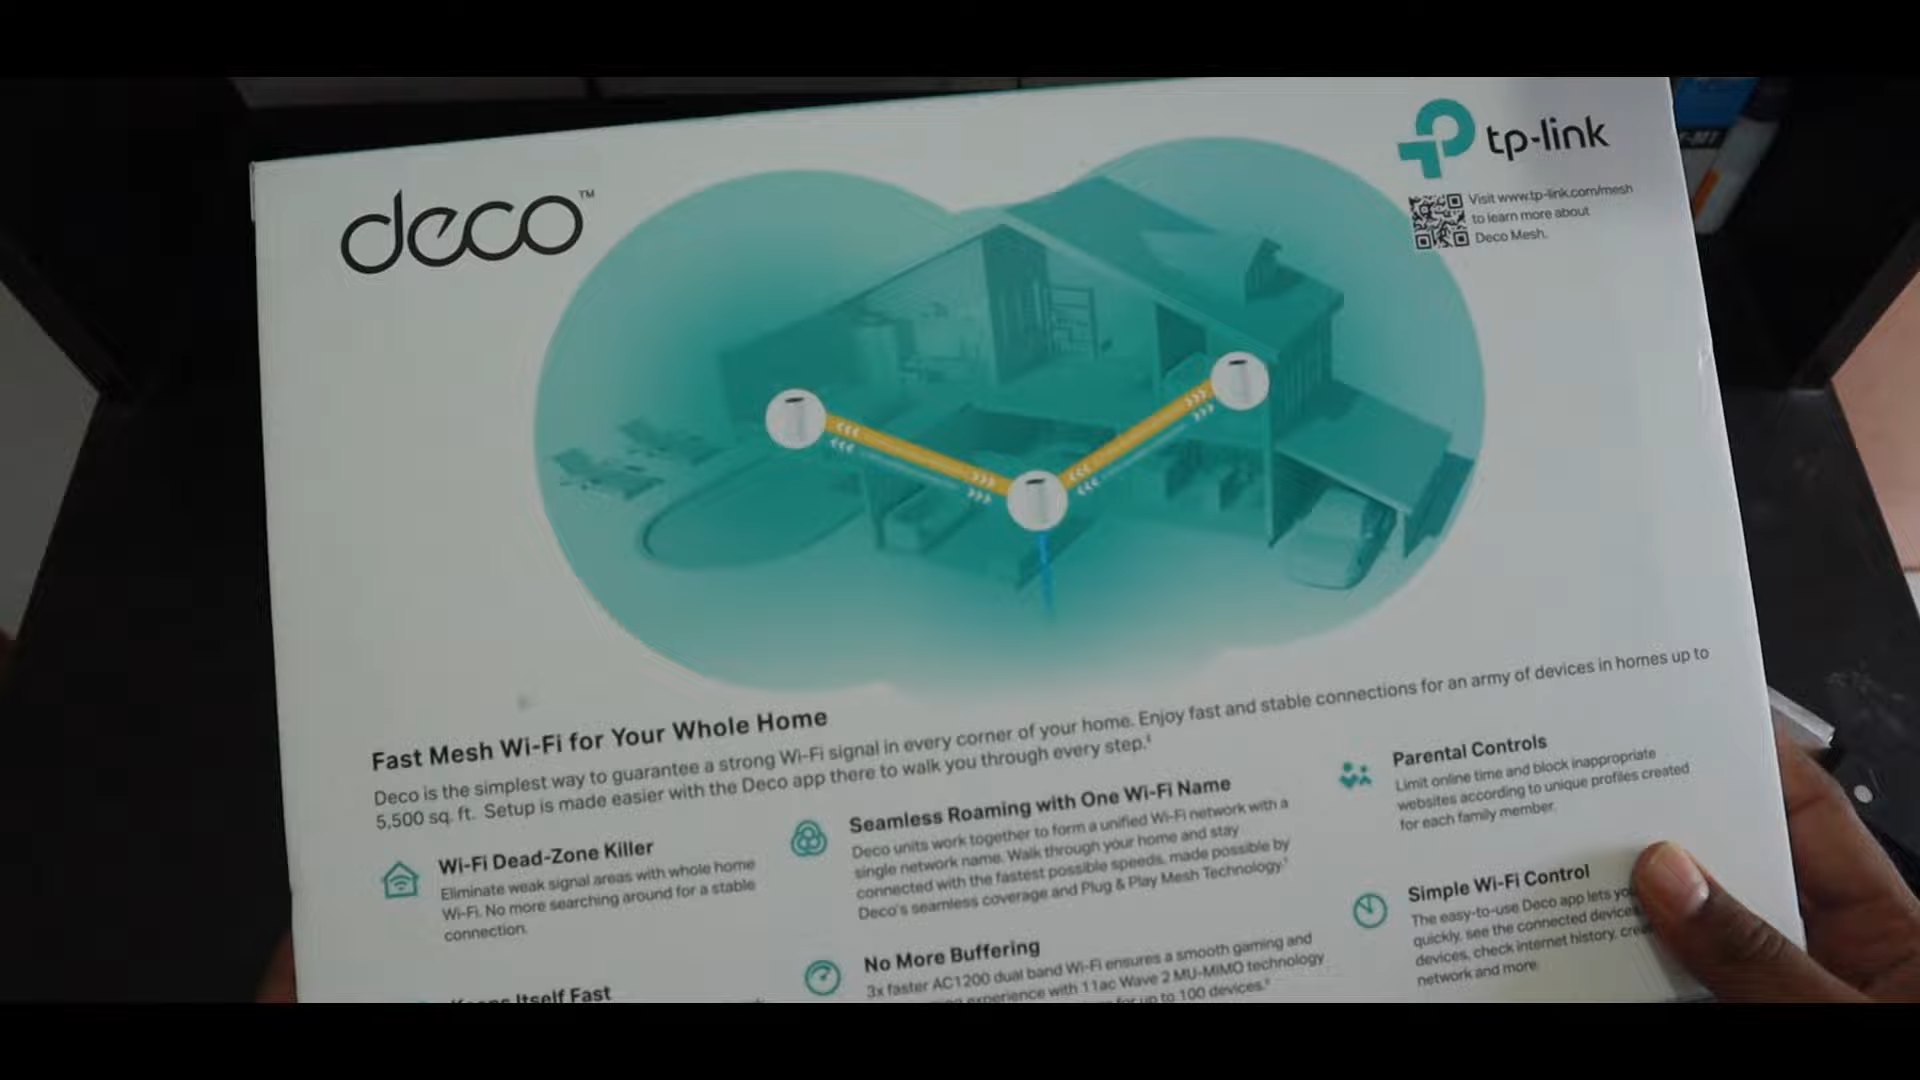 deco™
tp-link
Visit www.tp-link.com/mesh
to learn more about
Deco Mesh.
Fast Mesh Wi-Fi for Your Whole Home
Deco is the simplest way to guarantee a strong Wi-Fi signal in every corner of your home. Enjoy fast and stable connections for an army of devices in homes up to
5,500 sq. ft. Setup is made easier with the Deco app there to walk you through every step.
Wi-Fi Dead-Zone Killer
Eliminate weak signal areas with whole home
Wi-Fi. No more searching around for a stable
connection.
Itself Fast
Seamless Roaming with One Wi-Fi Name
Deco units work together to form a unified Wi-Fi network with a
single network name. Walk through your home and stay
connected with the fastest possible speeds, made possible by
Deco's seamless coverage and Plug & Play Mesh Technology.
No More Buffering
3x faster AC1200 dual band Wi-Fi ensures a smooth gaming and
experience with 11ac Wave 2 MU-MIMO technology
for up to 100 devices.
Parental Controls
Limit online time and block inappropriate
websites according to unique profiles created
for each family member.
Simple Wi-Fi Control
The easy-to-use Deco app lets
quickly, see the connected
devices, check internet history,
network and more.